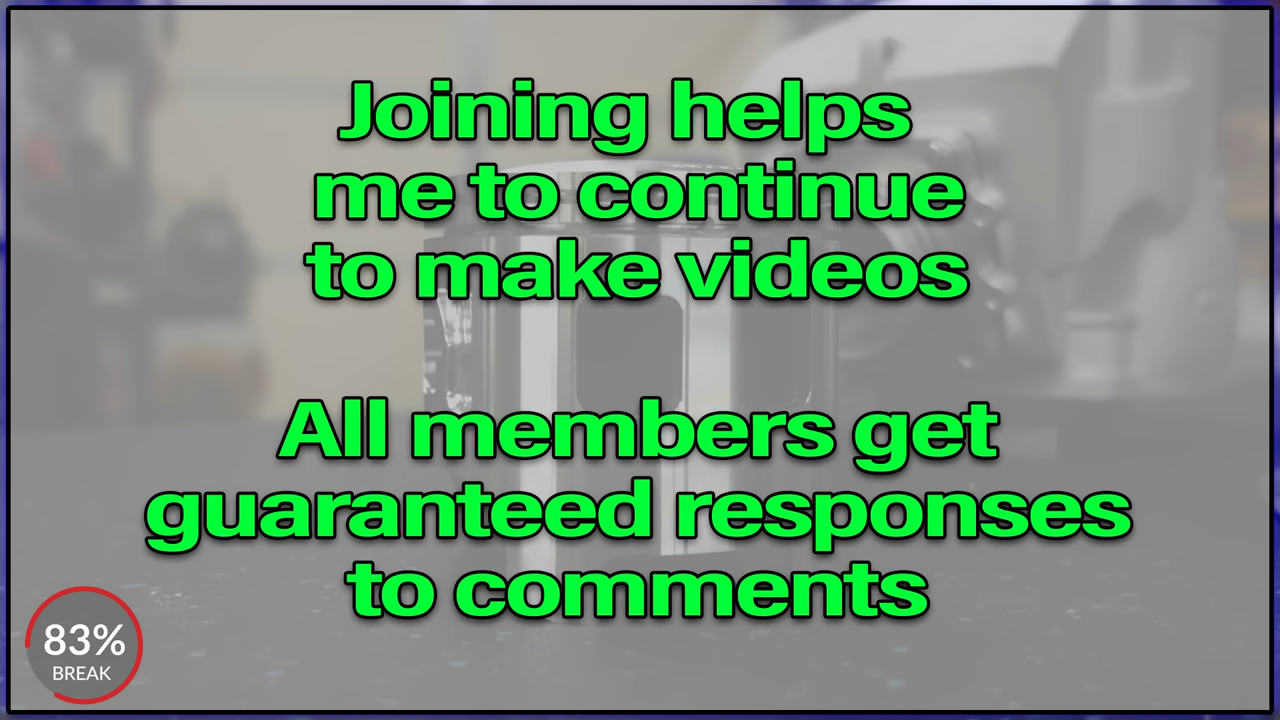 Joining helps
me to continue
to make videos
All members get
guaranteed responses
to comments
83%
BREAK